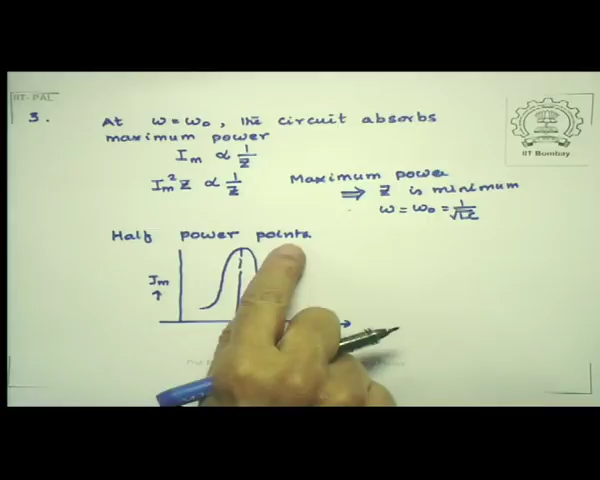 IIT- PAL
3. At ω = ω₀, the circuit absorbs
maximum power
Iₘ ∝ 1/Z
Iₘ² Z ∝ 1/Z
Maximum power
⟹ Z is minimum
ω = ω₀ = 1/√LC
Half power points
Iₘ
↑
IIT Bombay